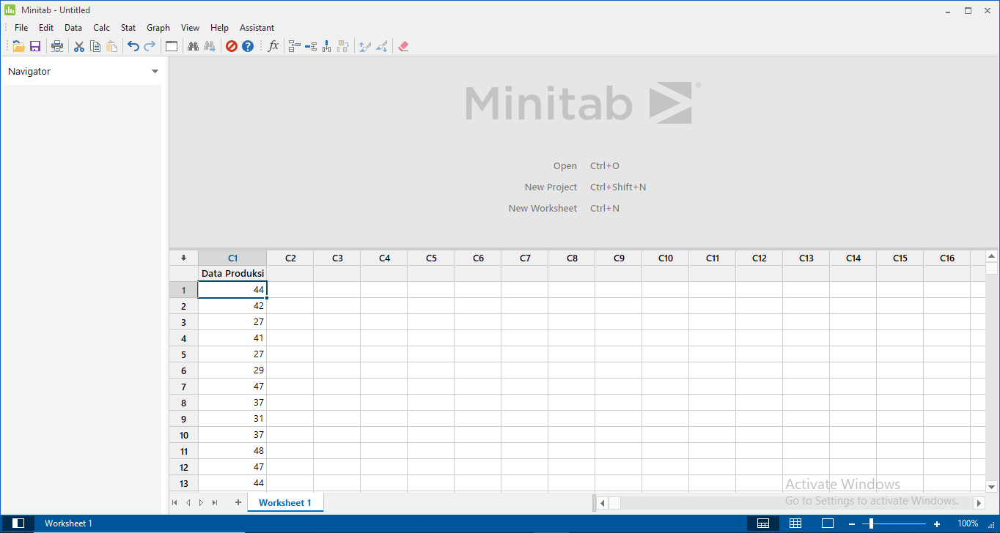 Minitab - Untitled
File Edit Data Calc Stat Graph View Help Assistant
fx
Navigator
Minitab ®
Open Ctrl+O
New Project Ctrl+Shift+N
New Worksheet Ctrl+N
C1 C2 C3 C4 C5 C6 C7 C8 C9 C10 C11 C12 C13 C14 C15 C16
Data Produksi
1 44
2 42
3 27
4 41
5 27
6 29
7 47
8 37
9 31
10 37
11 48
12 47
13 44
Activate Windows
Go to Settings to activate Windows.
Worksheet 1
Worksheet 1 100%